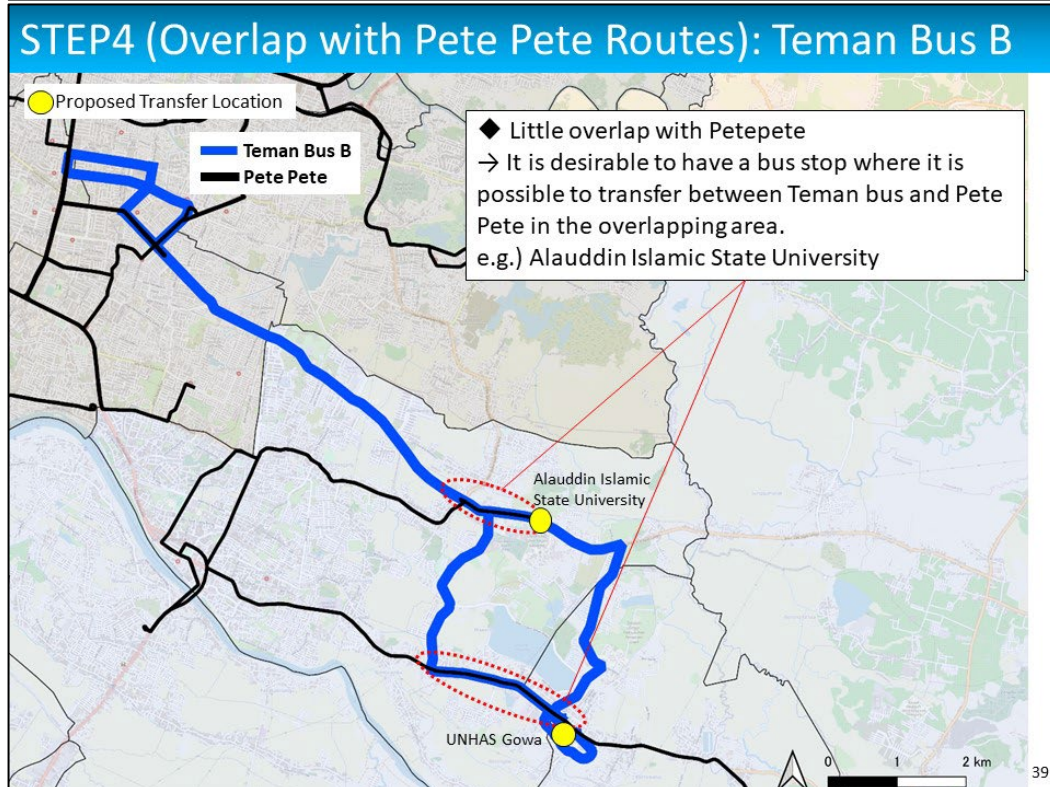 STEP4 (Overlap with Pete Pete Routes): Teman Bus B
Proposed Transfer Location
Teman Bus B
Pete Pete
◆ Little overlap with Petepete
→ It is desirable to have a bus stop where it is
possible to transfer between Teman bus and Pete
Pete in the overlapping area.
e.g.) Alauddin Islamic State University
Alauddin Islamic
State University
UNHAS Gowa
0 1 2 km
39